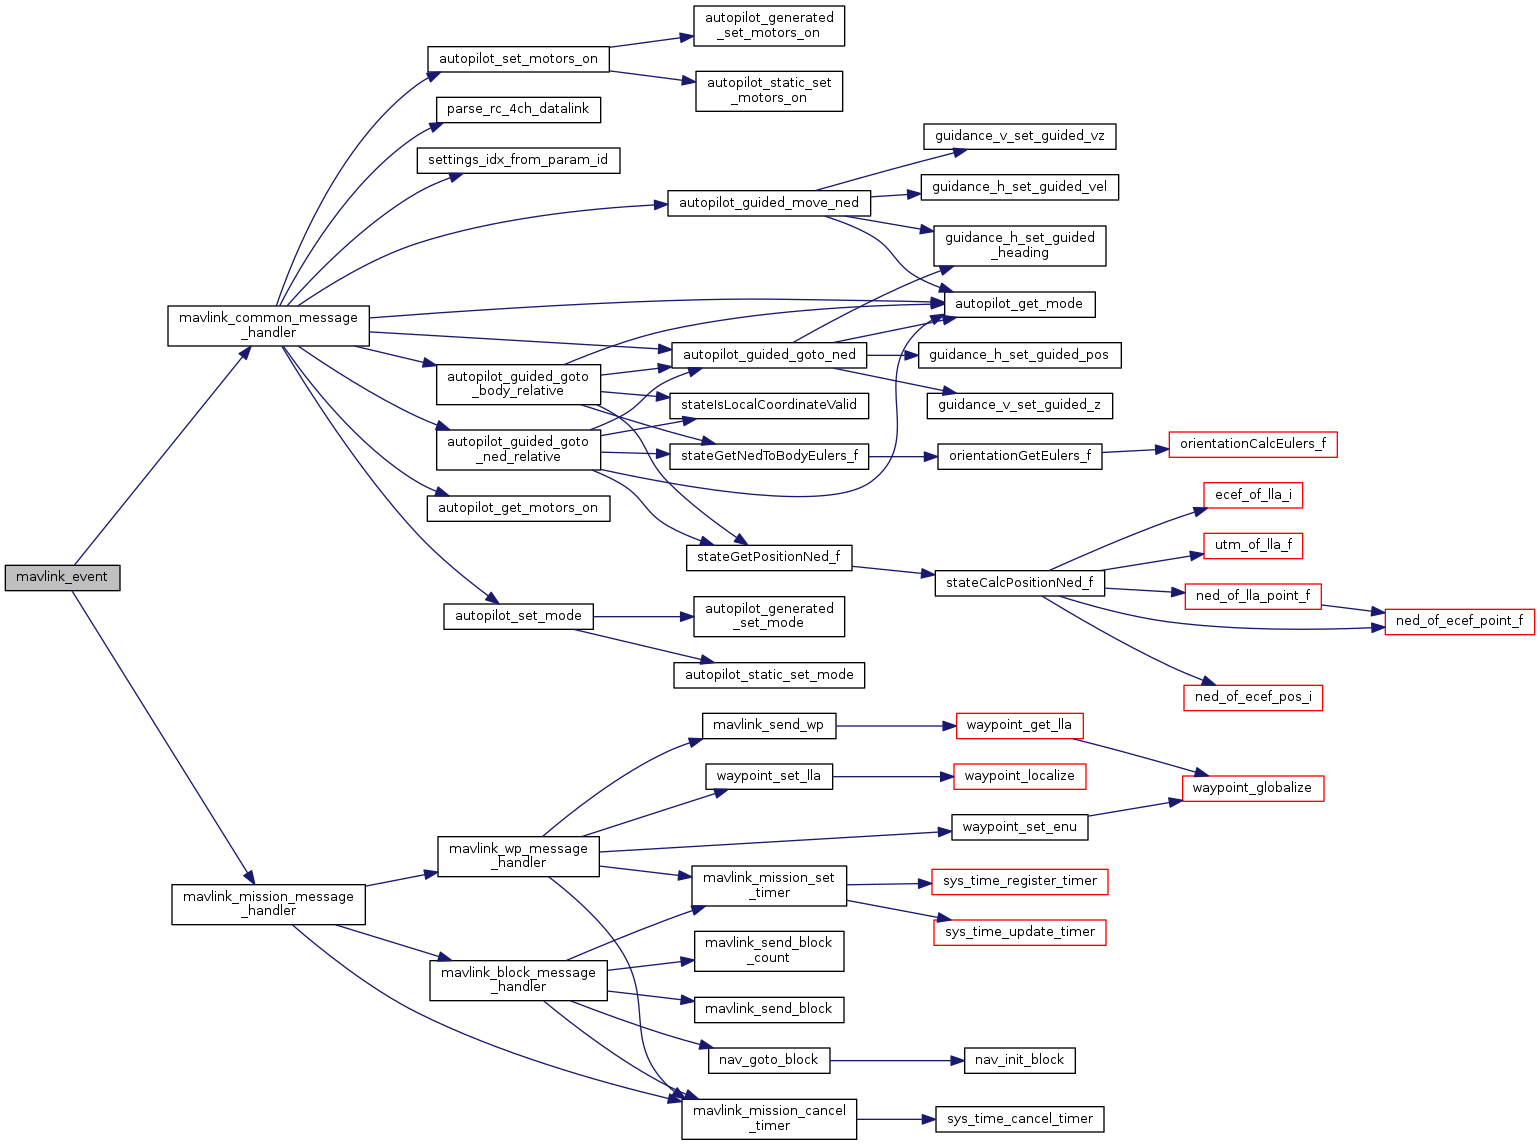 mavlink_event
mavlink_common_message
_handler
mavlink_mission_message
_handler
autopilot_set_motors_on
parse_rc_4ch_datalink
settings_idx_from_param_id
autopilot_guided_goto
_body_relative
autopilot_guided_goto
_ned_relative
autopilot_get_motors_on
autopilot_set_mode
mavlink_wp_message
_handler
mavlink_block_message
_handler
autopilot_generated
_set_motors_on
autopilot_static_set
_motors_on
autopilot_guided_move_ned
autopilot_guided_goto_ned
stateIsLocalCoordinateValid
stateGetNedToBodyEulers_f
stateGetPositionNed_f
autopilot_generated
_set_mode
autopilot_static_set_mode
mavlink_send_wp
waypoint_set_lla
mavlink_mission_set
_timer
mavlink_send_block
_count
mavlink_send_block
nav_goto_block
mavlink_mission_cancel
_timer
guidance_v_set_guided_vz
guidance_h_set_guided_vel
guidance_h_set_guided
_heading
autopilot_get_mode
guidance_h_set_guided_pos
guidance_v_set_guided_z
orientationGetEulers_f
stateCalcPositionNed_f
waypoint_get_lla
waypoint_localize
waypoint_set_enu
sys_time_register_timer
sys_time_update_timer
nav_init_block
sys_time_cancel_timer
orientationCalcEulers_f
ecef_of_lla_i
utm_of_lla_f
ned_of_lla_point_f
ned_of_ecef_pos_i
waypoint_globalize
ned_of_ecef_point_f